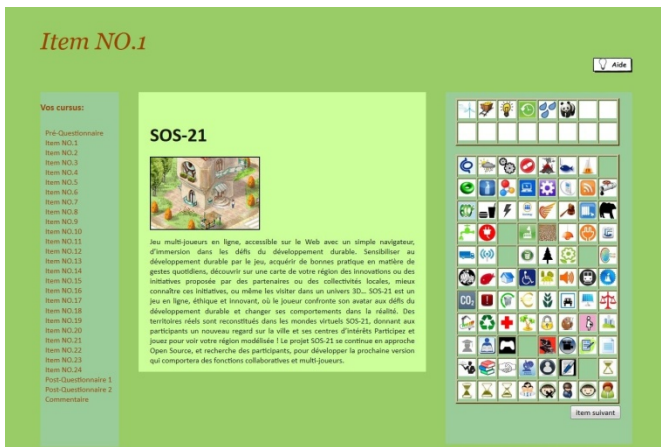 Item NO.1
Aide
Vos cursus:
Pré-Questionnaire
Item NO.1
Item NO.2
Item NO.3
Item NO.4
Item NO.5
Item NO.6
Item NO.7
Item NO.8
Item NO.9
Item NO.10
Item NO.11
Item NO.12
Item NO.13
Item NO.14
Item NO.15
Item NO.16
Item NO.17
Item NO.18
Item NO.19
Item NO.20
Item NO.21
Item NO.22
Item NO.23
Item NO.24
Post-Questionnaire 1
Post-Questionnaire 2
Commentaire
SOS-21
Jeu multi-joueurs en ligne, accessible sur le Web avec un simple navigateur,
d'immersion dans les défis du développement durable. Sensibiliser au
développement durable par le jeu, acquérir de bonnes pratique en matière de
gestes quotidiens, découvrir sur une carte de votre région des innovations ou des
initiatives proposée par des partenaires ou des collectivités locales, mieux
connaître ces initiatives, ou même les visiter dans un univers 3D... SOS-21 est un
jeu en ligne, éthique et innovant, où le joueur confronte son avatar aux défis du
développement durable et changer ses comportements dans la réalité. Des
territoires réels sont reconstitués dans les mondes virtuels SOS-21, donnant aux
participants un nouveau regard sur la ville et ses centres d'intérêts Participez et
jouez pour voir votre région modélisée ! Le projet SOS-21 se continue en approche
Open Source, et recherche des participants, pour développer la prochaine version
qui comportera des fonctions collaboratives et multi-joueurs.
CO₂
item suivant